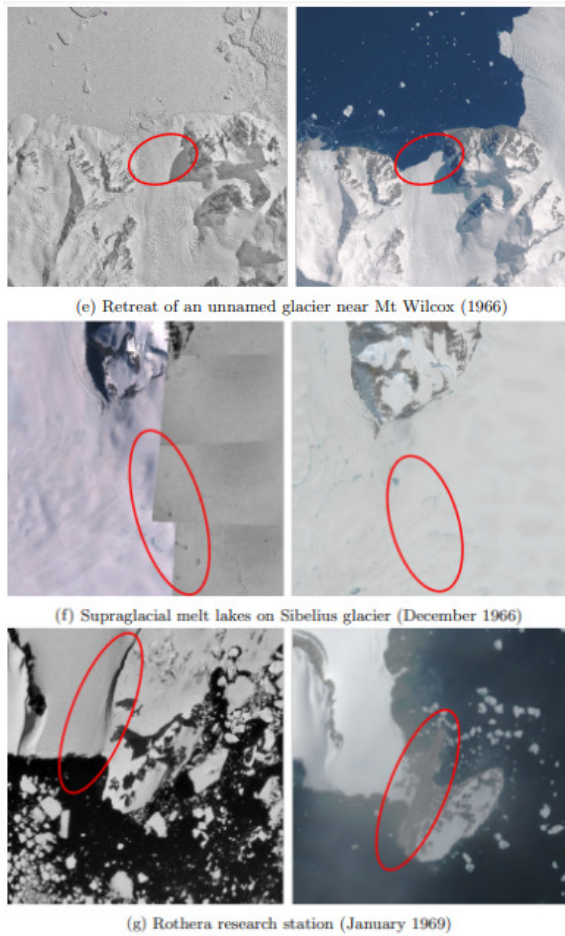 (e) Retreat of an unnamed glacier near Mt Wilcox (1966)
(f) Supraglacial melt lakes on Sibelius glacier (December 1966)
(g) Rothera research station (January 1969)